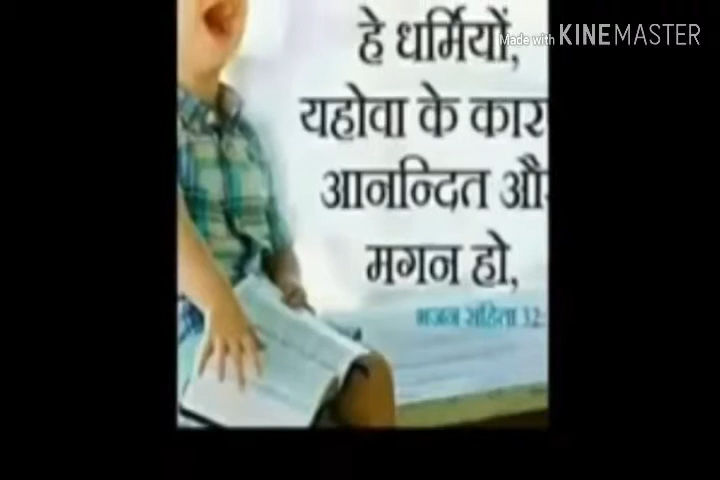 हे धर्मियों,
Made with KINEMASTER
यहोवा के कार
आनन्दित औ
मगन हो,
भजन संहिता 32: